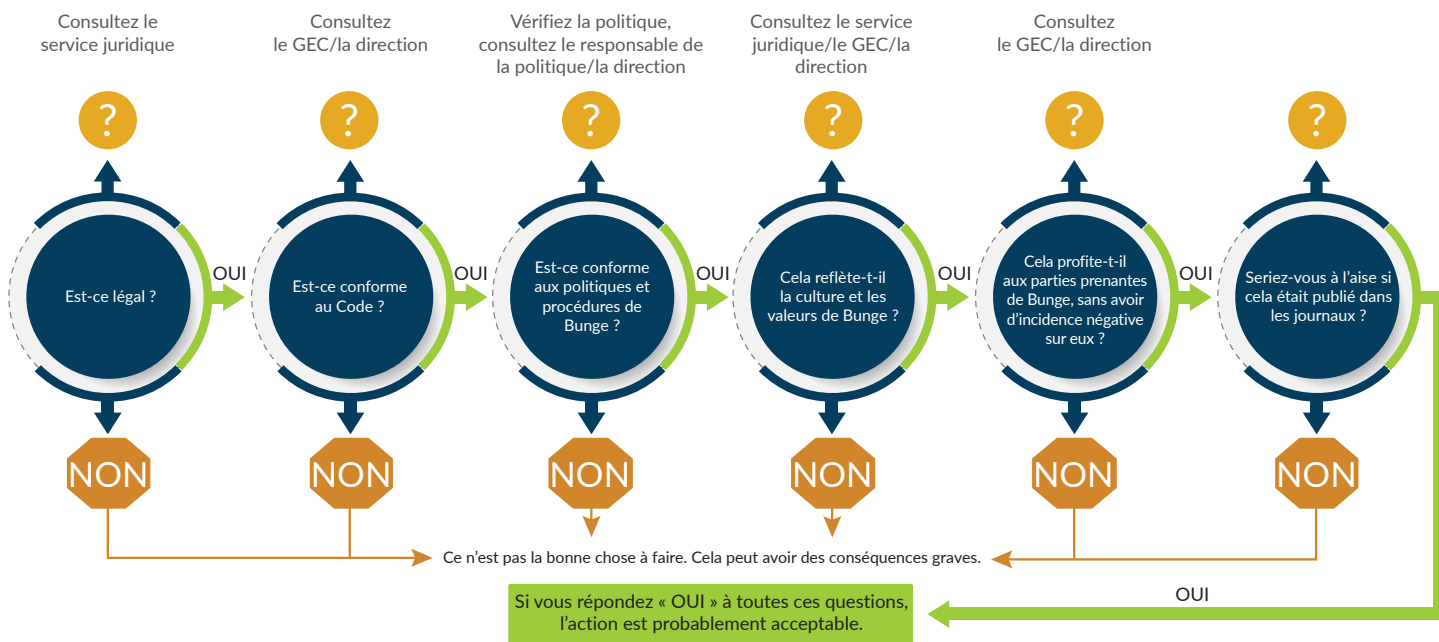 Consultez le
service juridique
Consultez
le GEC/la direction
Vérifiez la politique,
consultez le responsable de
la politique/la direction
Consultez le service
juridique/le GEC/la
direction
Consultez
le GEC/la direction
?
?
?
?
?
?
Est-ce légal ?
OUI
Est-ce conforme
au Code ?
OUI
Est-ce conforme
aux politiques et
procédures de
Bunge ?
OUI
Cela reflète-t-il
la culture et les
valeurs de Bunge ?
OUI
Cela profite-t-il
aux parties prenantes
de Bunge, sans avoir
d'incidence négative
sur eux ?
OUI
Seriez-vous à l'aise si
cela était publié dans
les journaux ?
NON
NON
NON
NON
NON
NON
Ce n'est pas la bonne chose à faire. Cela peut avoir des conséquences graves.
OUI
Si vous répondez « OUI » à toutes ces questions,
l'action est probablement acceptable.